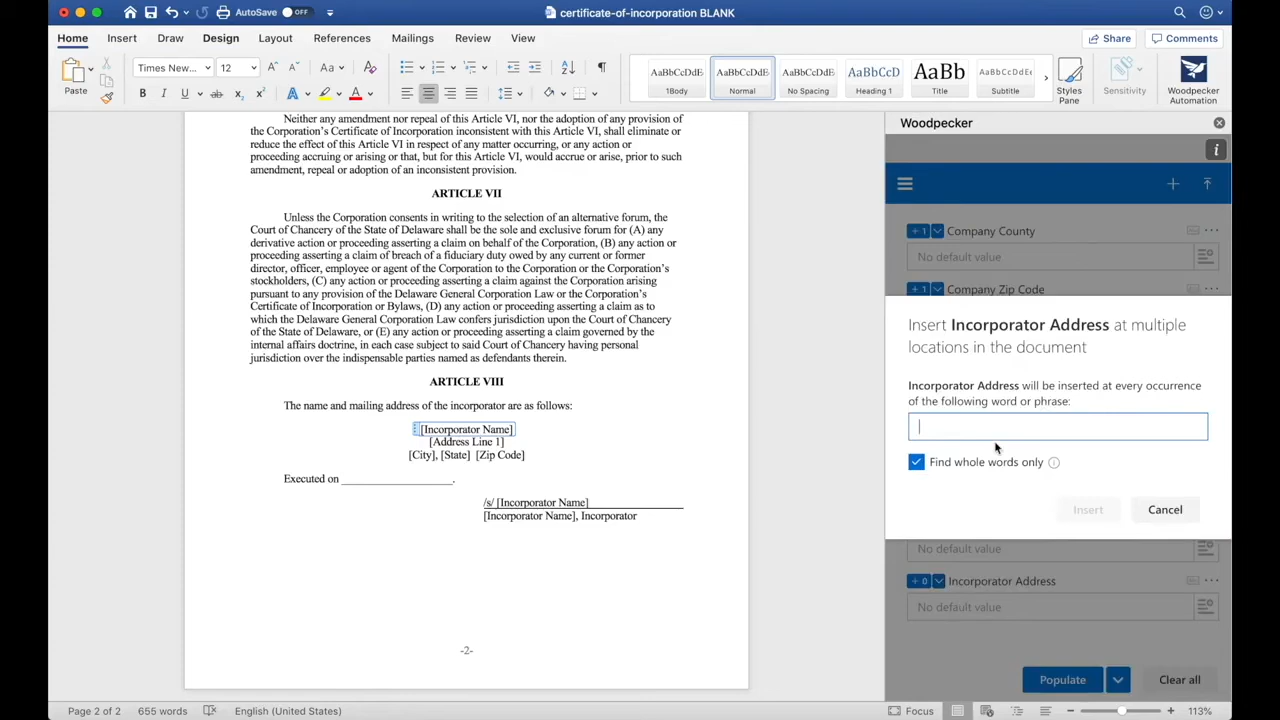 AutoSave OFF
certificate-of-incorporation BLANK
Home Insert Draw Design Layout References Mailings Review View
Share Comments
Paste
Times New... 12
Aa
B I U ab x₂ x² A A
AaBbCcDdE AaBbCcDdE AaBbCcDdE AaBbCcD AaBb AaBbCcDdE
1Body Normal No Spacing Heading 1 Title Subtitle
Styles Pane
Sensitivity
Woodpecker Automation
Neither any amendment nor repeal of this Article VI, nor the adoption of any provision of
the Corporation's Certificate of Incorporation inconsistent with this Article VI, shall eliminate or
reduce the effect of this Article VI in respect of any matter occurring, or any action or
proceeding accruing or arising or that, but for this Article VI, would accrue or arise, prior to such
amendment, repeal or adoption of an inconsistent provision.
ARTICLE VII
Unless the Corporation consents in writing to the selection of an alternative forum, the
Court of Chancery of the State of Delaware shall be the sole and exclusive forum for (A) any
derivative action or proceeding asserting a claim on behalf of the Corporation, (B) any action or
proceeding asserting a claim of breach of a fiduciary duty owed by any current or former
director, officer, employee or agent of the Corporation to the Corporation or the Corporation's
stockholders, (C) any action or proceeding asserting a claim against the Corporation arising
pursuant to any provision of the Delaware General Corporation Law or the Corporation's
Certificate of Incorporation or Bylaws, (D) any action or proceeding asserting a claim as to
which the Delaware General Corporation Law confers jurisdiction upon the Court of Chancery
of the State of Delaware, or (E) any action or proceeding asserting a claim governed by the
internal affairs doctrine, in each case subject to said Court of Chancery having personal
jurisdiction over the indispensable parties named as defendants therein.
ARTICLE VIII
The name and mailing address of the incorporator are as follows:
[Incorporator Name]
[Address Line 1]
[City], [State] [Zip Code]
Executed on ____________________.
/s/ [Incorporator Name]
[Incorporator Name], Incorporator
-2-
Woodpecker
+ 1 Company County
No default value
+ 1 Company Zip Code
Insert Incorporator Address at multiple
locations in the document
Incorporator Address will be inserted at every occurrence
of the following word or phrase:
Find whole words only
Insert Cancel
No default value
+ 0 Incorporator Address
No default value
Populate Clear all
Page 2 of 2 655 words English (United States) Focus 113%